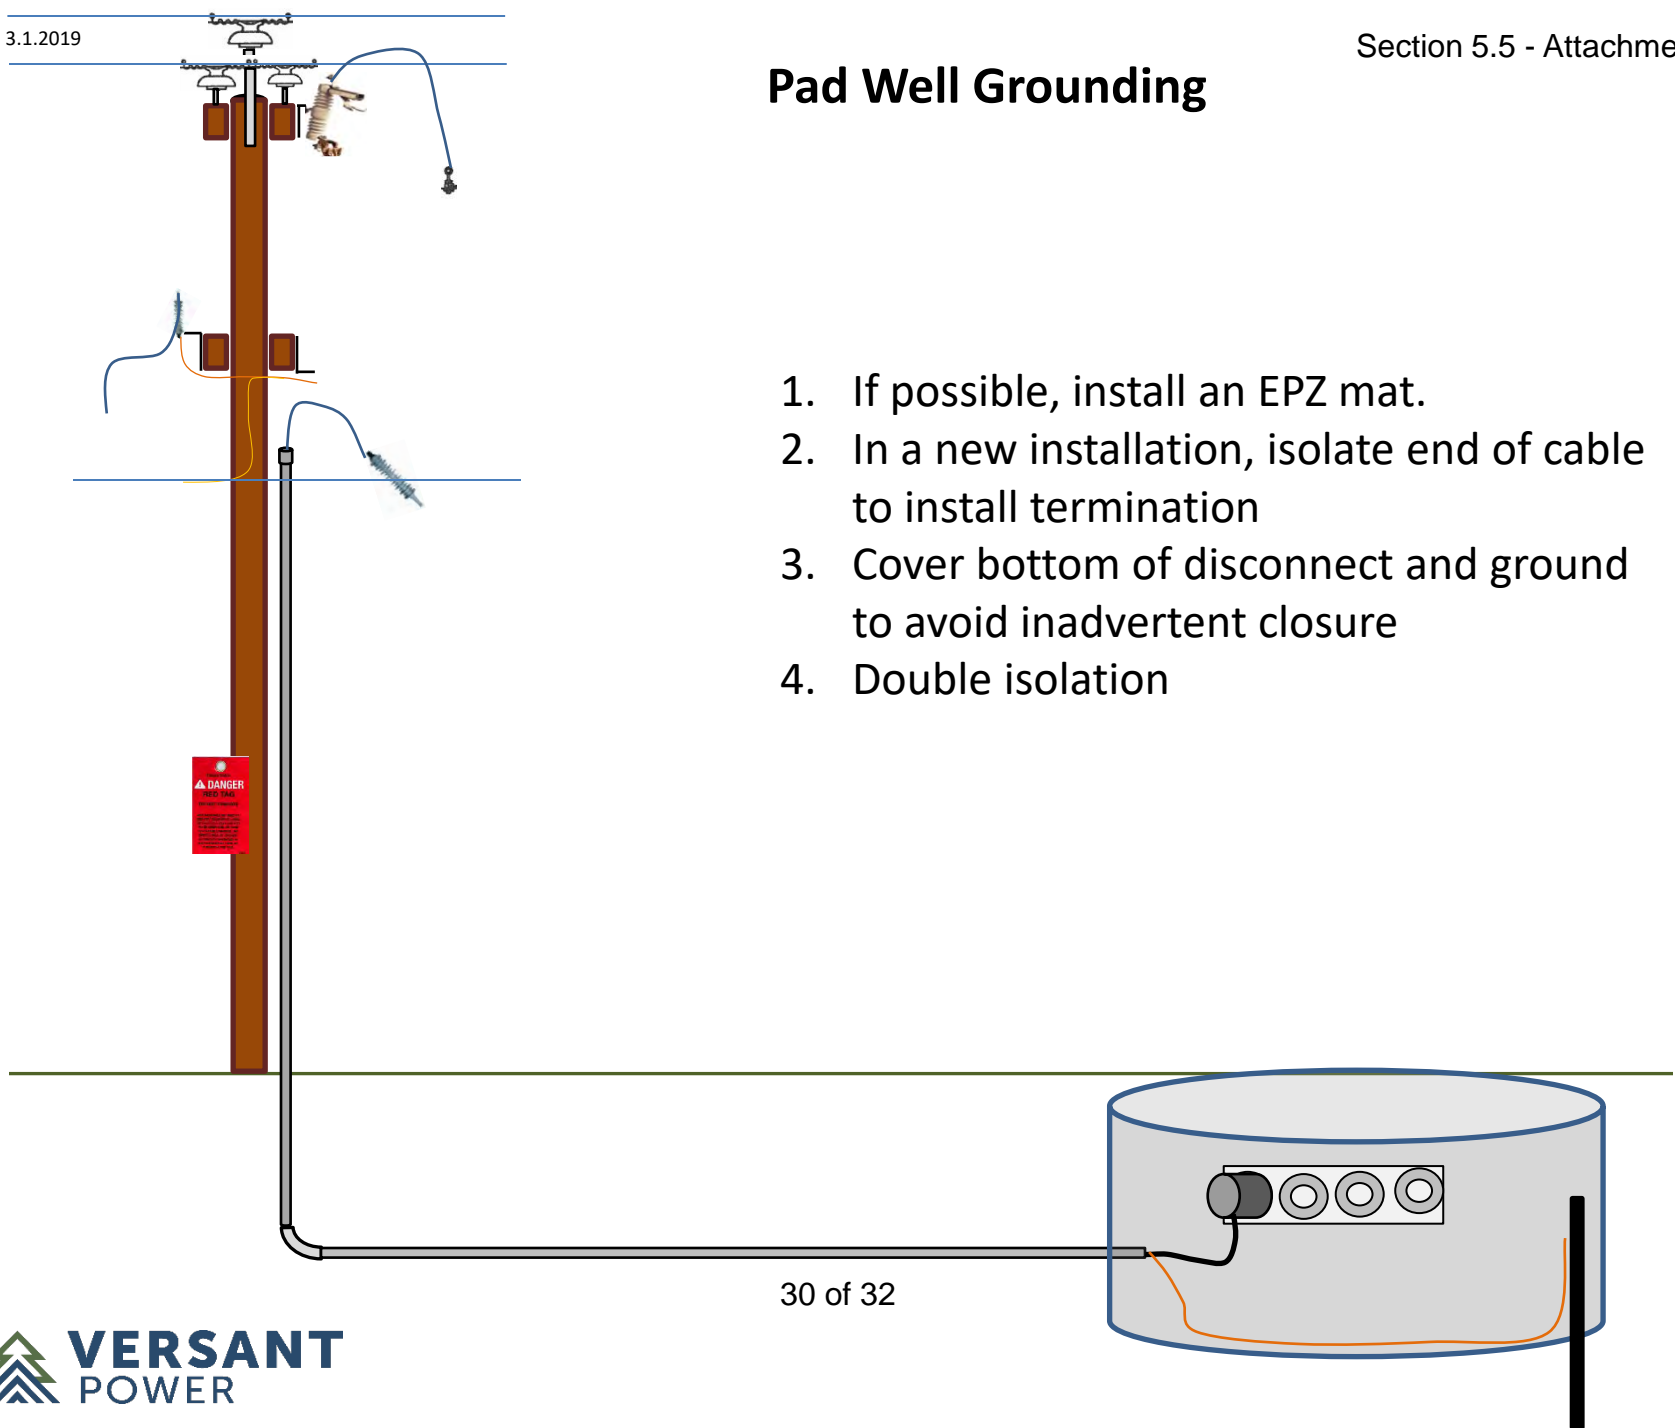 3.1.2019
Section 5.5 - Attachme
Pad Well Grounding
1. If possible, install an EPZ mat.
2. In a new installation, isolate end of cable
to install termination
3. Cover bottom of disconnect and ground
to avoid inadvertent closure
4. Double isolation
DANGER
RED TAG
30 of 32
VERSANT
POWER